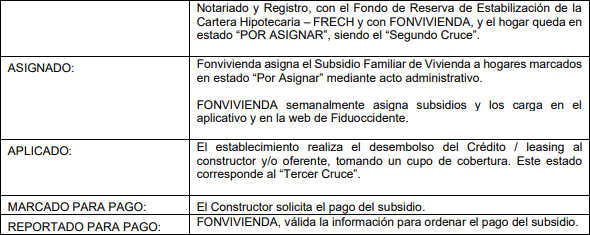 Notariado y Registro, con el Fondo de Reserva de Estabilización de la
Cartera Hipotecaria – FRECH y con FONVIVIENDA, y el hogar queda en
estado “POR ASIGNAR”, siendo el “Segundo Cruce”.
ASIGNADO:
Fonvivienda asigna el Subsidio Familiar de Vivienda a hogares marcados
en estado “Por Asignar” mediante acto administrativo.
FONVIVIENDA semanalmente asigna subsidios y los carga en el
aplicativo y en la web de Fiduoccidente.
APLICADO:
El establecimiento realiza el desembolso del Crédito / leasing al
constructor y/o oferente, tomando un cupo de cobertura. Este estado
corresponde al “Tercer Cruce”.
MARCADO PARA PAGO:
El Constructor solicita el pago del subsidio.
REPORTADO PARA PAGO:
FONVIVIENDA, válida la información para ordenar el pago del subsidio.